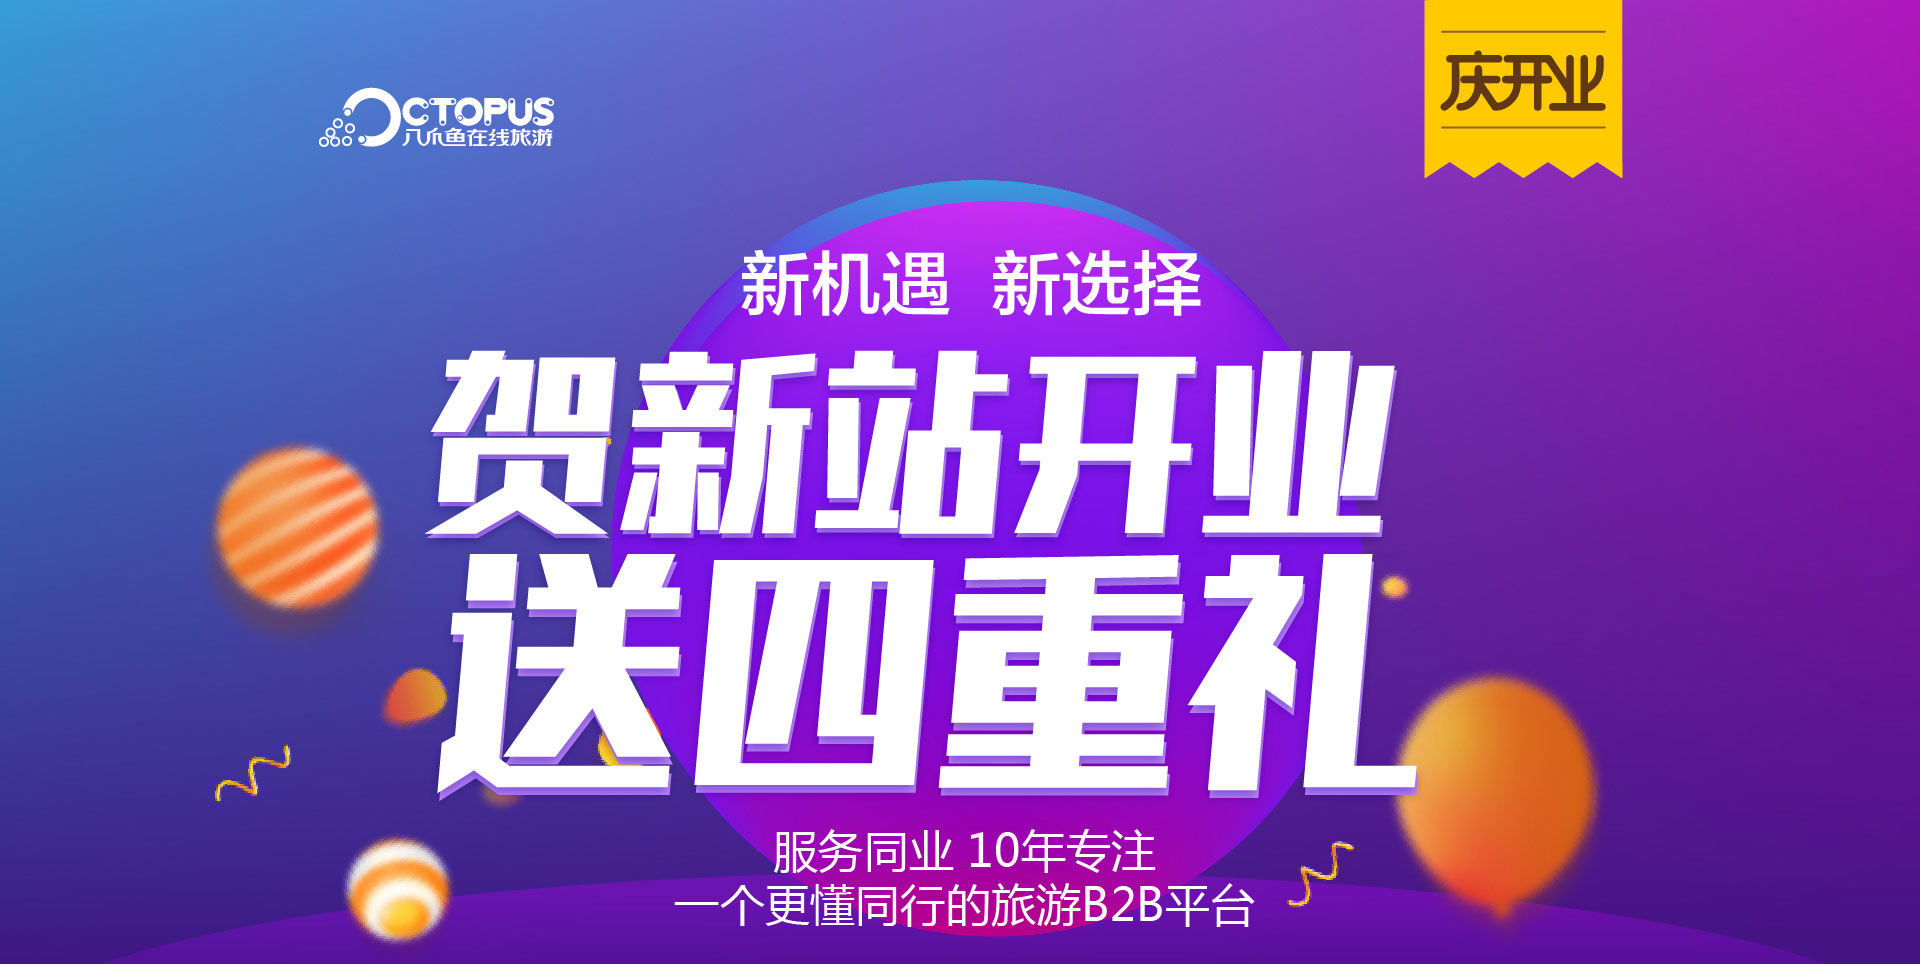 庆开业
OCTOPUS
八爪鱼在线旅游
新机遇 新选择
贺新站开业
送四重礼
服务同业 10年专注
一个更懂同行的旅游B2B平台